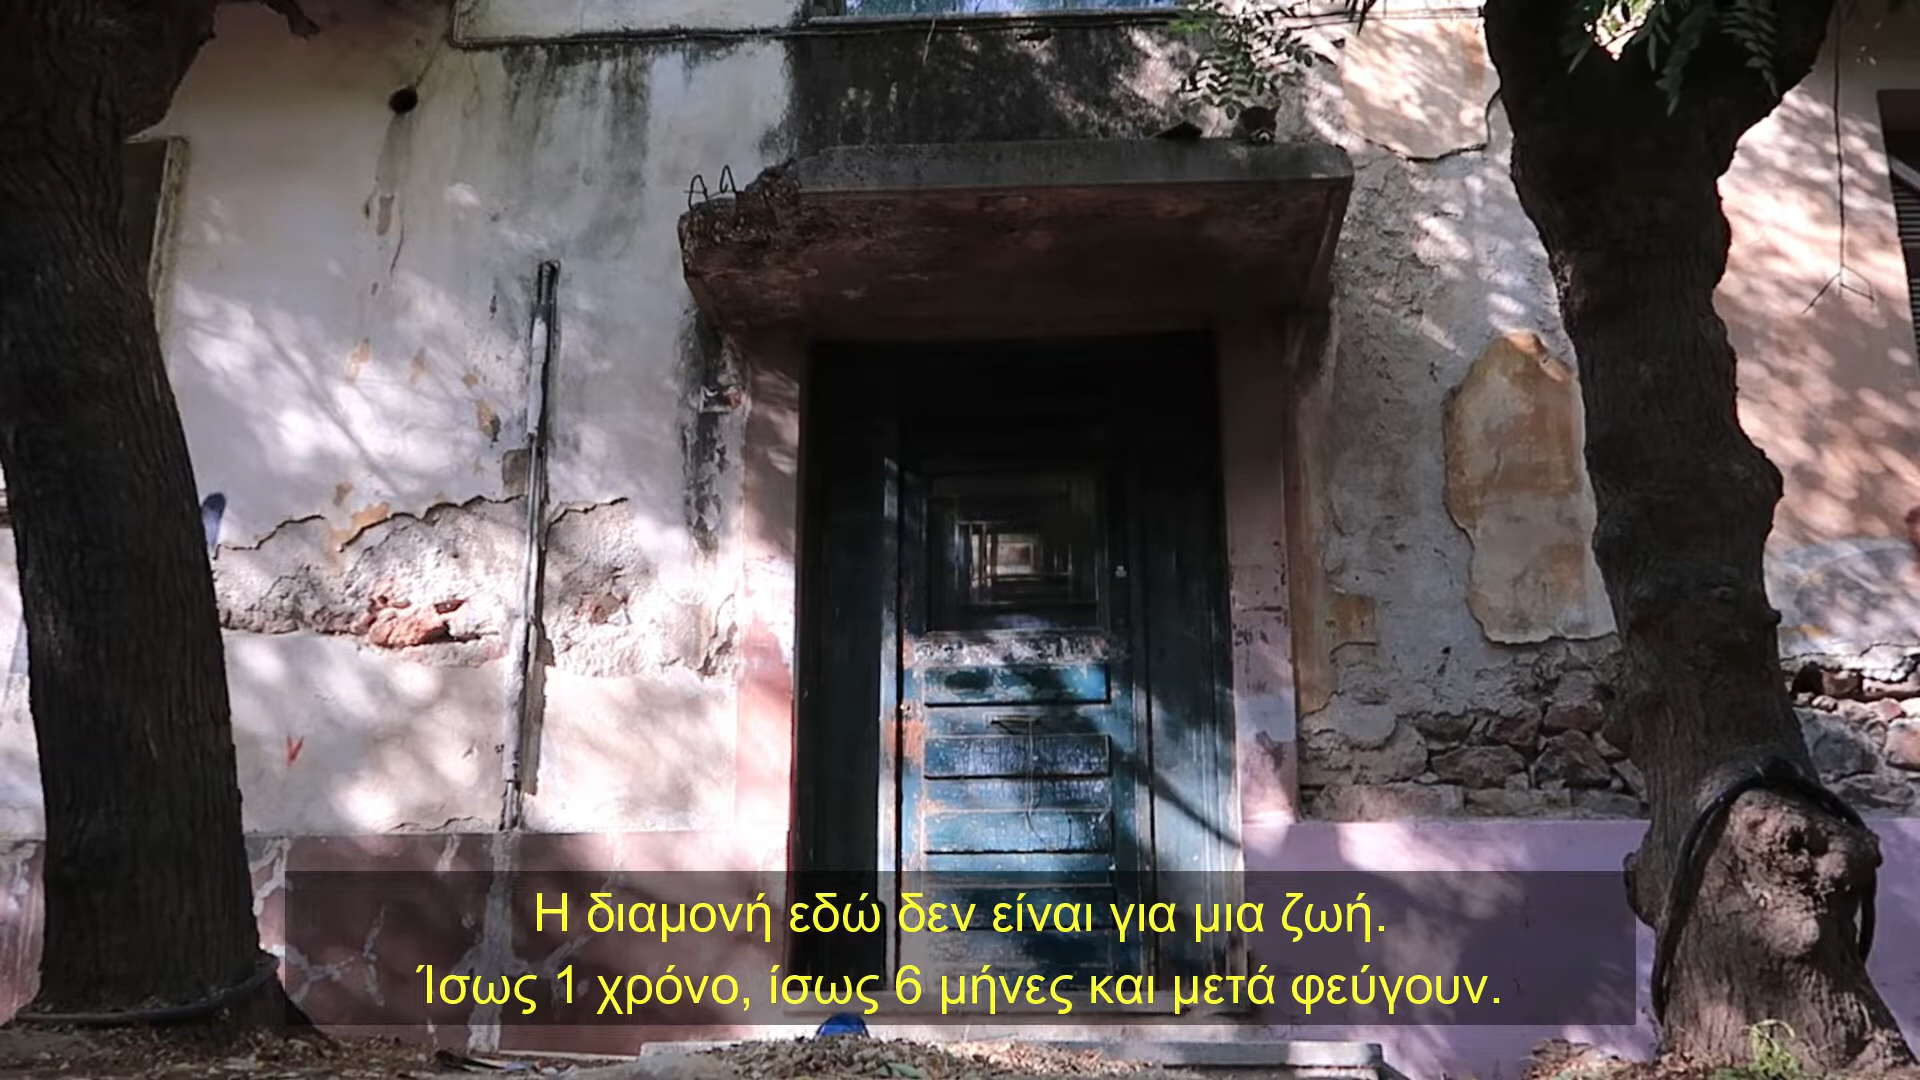 Η διαμονή εδώ δεν είναι για μια ζωή.
Ίσως 1 χρόνο, ίσως 6 μήνες και μετά φεύγουν.